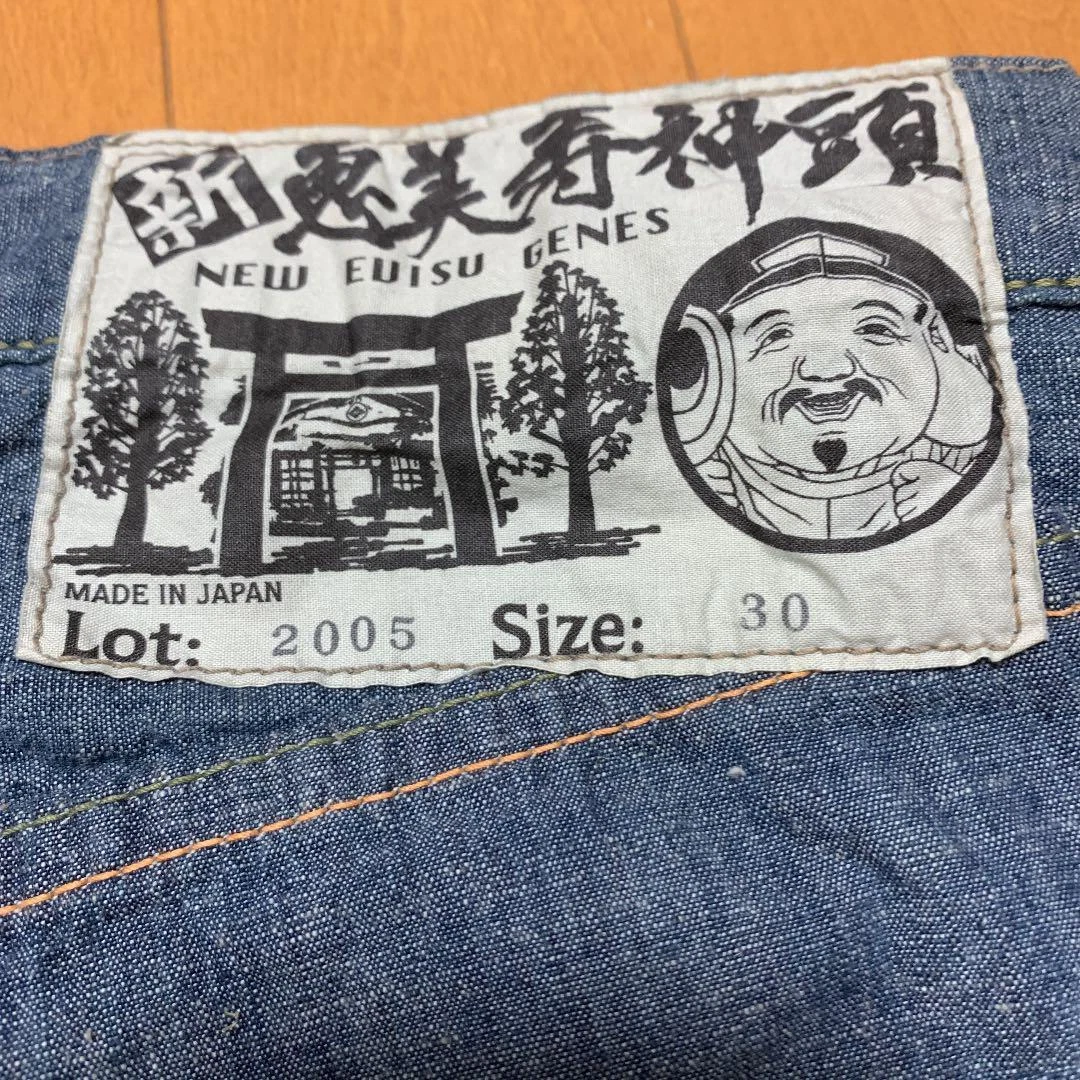 新恵美寿神頭
NEW EVISU GENES
MADE IN JAPAN
Lot: 2005 Size: 30